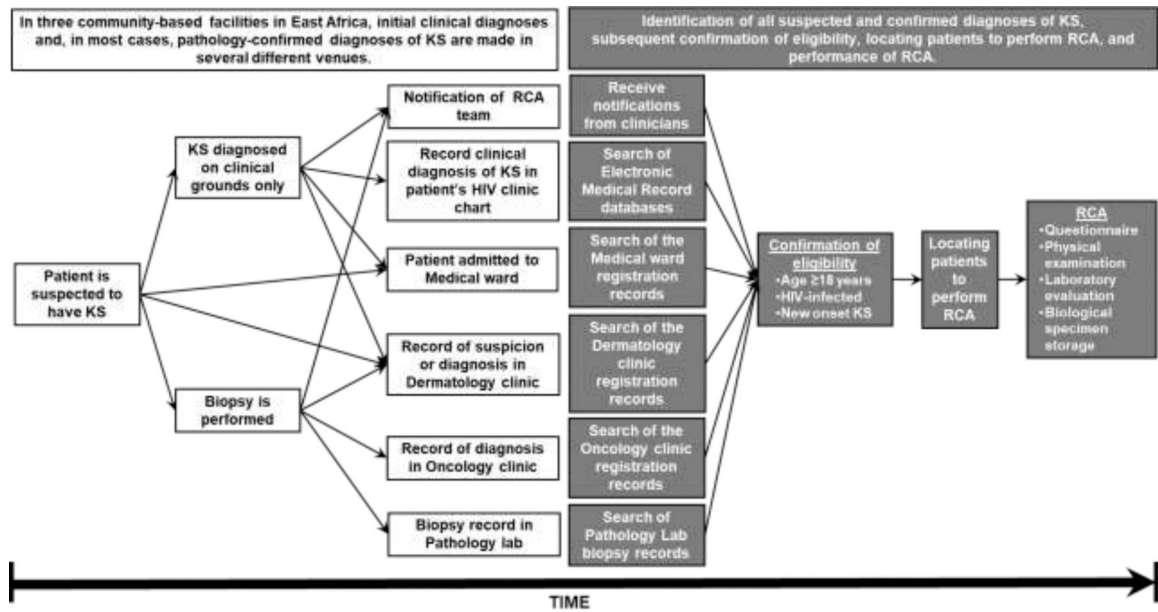 In three community-based facilities in East Africa, initial clinical diagnoses
and, in most cases, pathology-confirmed diagnoses of KS are made in
several different venues.
Identification of all suspected and confirmed diagnoses of KS,
subsequent confirmation of eligibility, locating patients to perform RCA, and
performance of RCA.
Patient is
suspected to
have KS
KS diagnosed
on clinical
grounds only
Biopsy is
performed
Notification of RCA
team
Record clinical
diagnosis of KS in
patient's HIV clinic
chart
Patient admitted to
Medical ward
Record of suspicion
or diagnosis in
Dermatology clinic
Record of diagnosis
in Oncology clinic
Biopsy record in
Pathology lab
Receive
notifications
from clinicians
Search of
Electronic
Medical Record
databases
Search of the
Medical ward
registration
records
Search of the
Dermatology
clinic
registration
records
Search of the
Oncology clinic
registration
records
Search of
Pathology Lab
biopsy records
Confirmation of
eligibility
•Age ≥18 years
•HIV-infected
•New onset KS
Locating
patients
to
perform
RCA
RCA
•Questionnaire
•Physical
examination
•Laboratory
evaluation
•Biological
specimen
storage
TIME